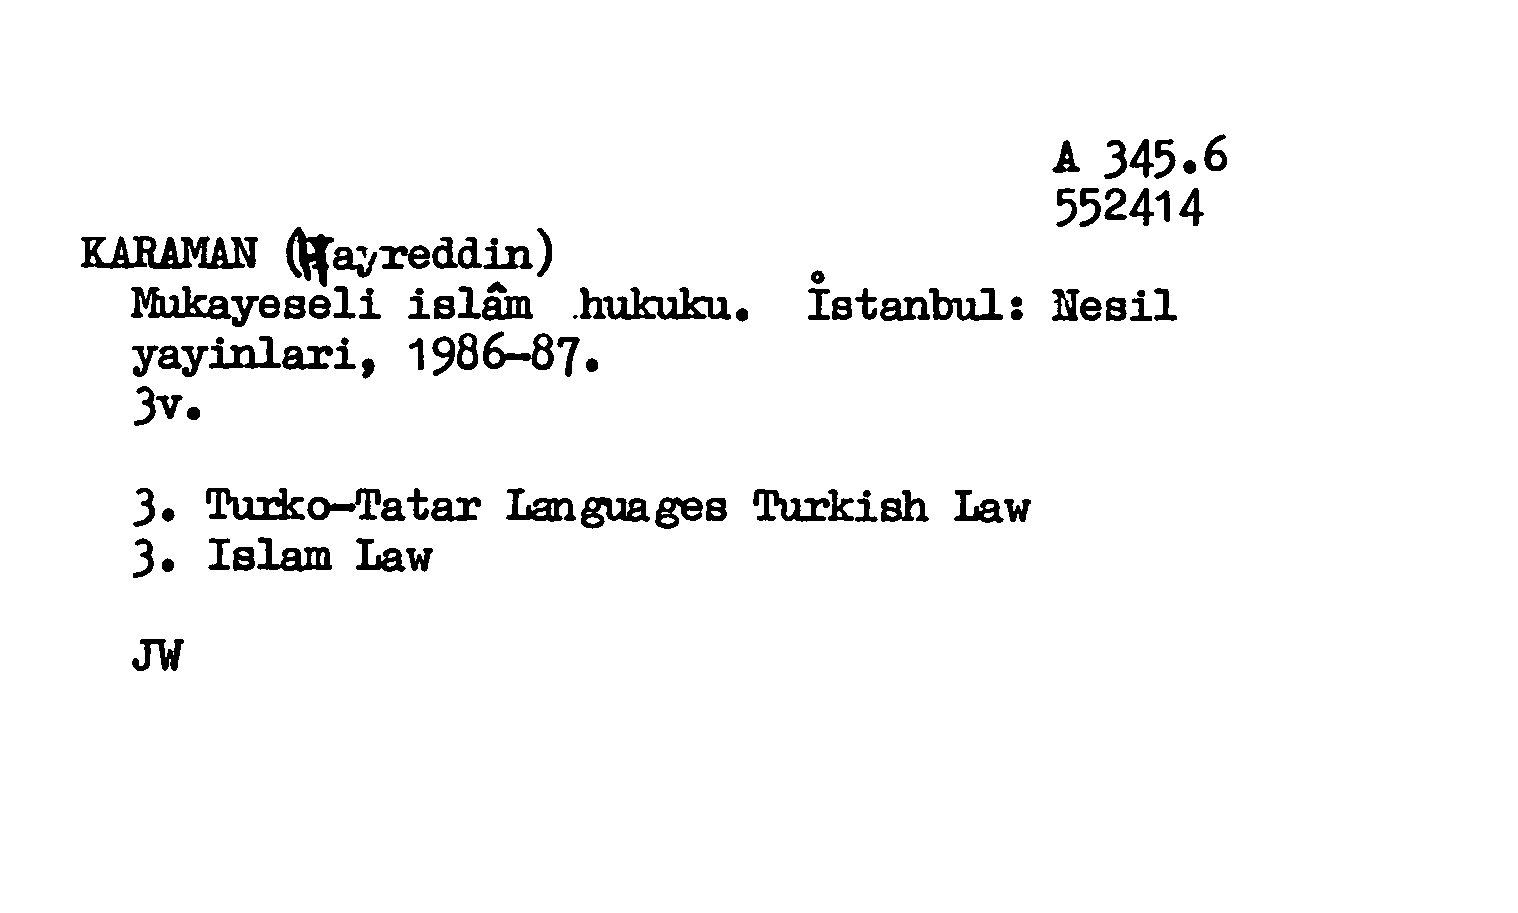 A 345.6
552414
KARAMAN (Hayreddin)
Mukayeseli islâm hukuku. İstanbul: Nesil
yayinlari, 1986-87.
3v.
3. Turko-Tatar Languages Turkish Law
3. Islam Law
JW